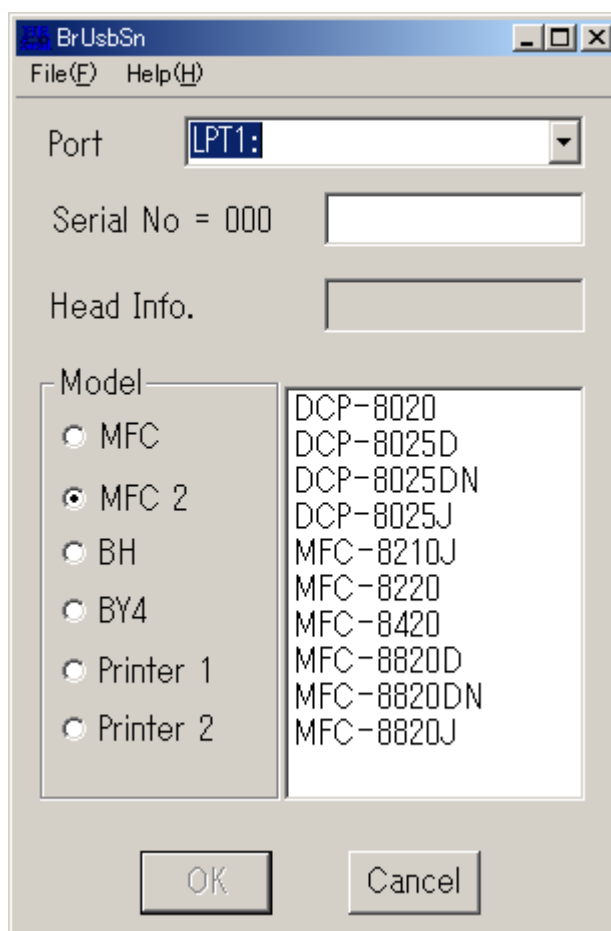 BrUsbSn
File(F) Help(H)
Port LPT1:
Serial No = 000
Head Info.
Model
MFC
MFC 2
BH
BY4
Printer 1
Printer 2
DCP-8020
DCP-8025D
DCP-8025DN
DCP-8025J
MFC-8210J
MFC-8220
MFC-8420
MFC-8820D
MFC-8820DN
MFC-8820J
OK Cancel